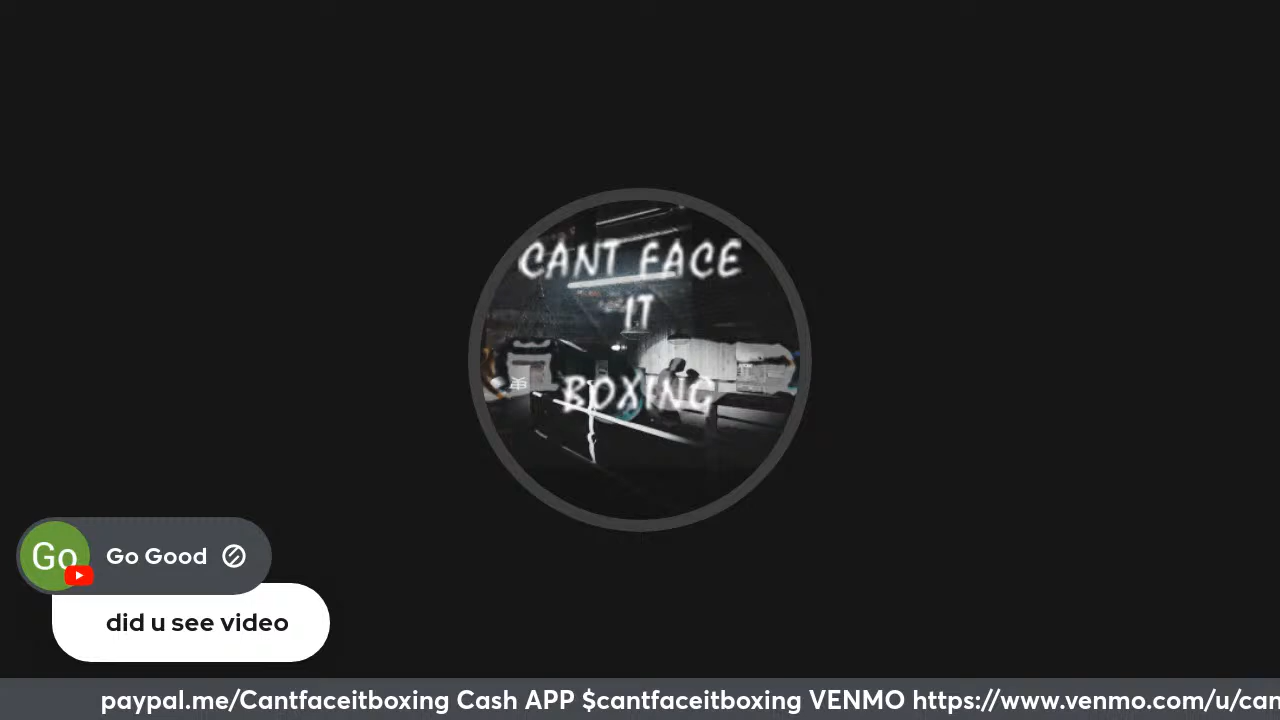 CANT FACE
IT
BOXING
Go
Go Good
did u see video
paypal.me/Cantfaceitboxing Cash APP $cantfaceitboxing VENMO https://www.venmo.com/u/can